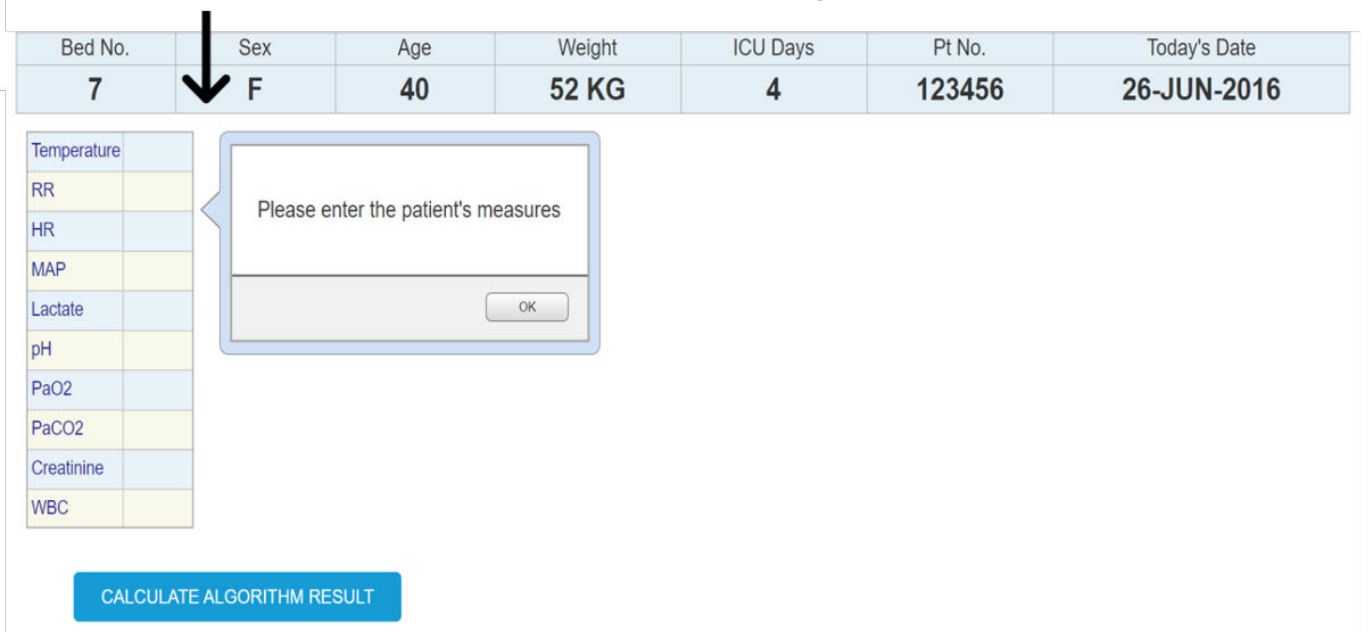 Bed No. Sex Age Weight ICU Days Pt No. Today's Date
7 F 40 52 KG 4 123456 26-JUN-2016
Temperature
RR
HR
MAP
Lactate
pH
PaO2
PaCO2
Creatinine
WBC
Please enter the patient's measures
OK
CALCULATE ALGORITHM RESULT